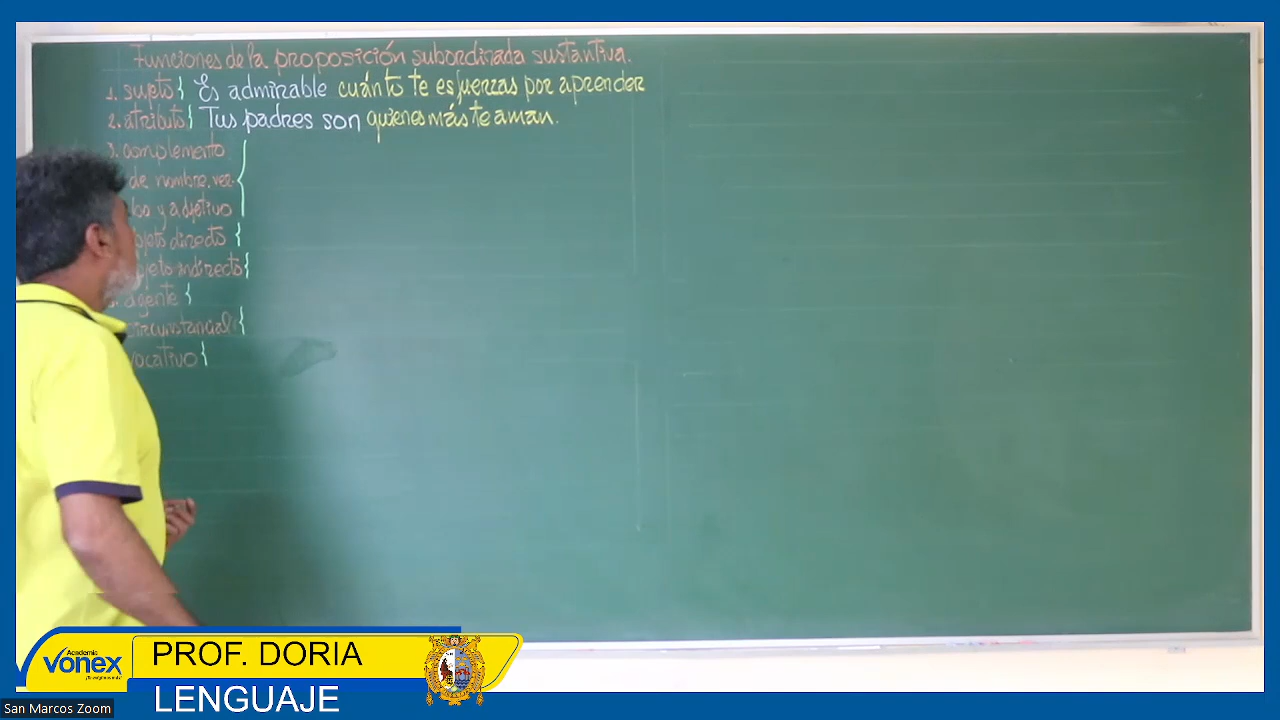 Funciones de la proposición subordinada sustantiva.
1. sujeto { Es admirable cuánto te esfuerzas por aprender
2. atributo { Tus padres son quienes más te aman.
3. complemento
de nombre, ver-
bo y adjetivo
objeto directo {
objeto indirecto {
agente {
circunstancial {
vocativo {
Academia
vonex
PROF. DORIA
LENGUAJE
San Marcos Zoom